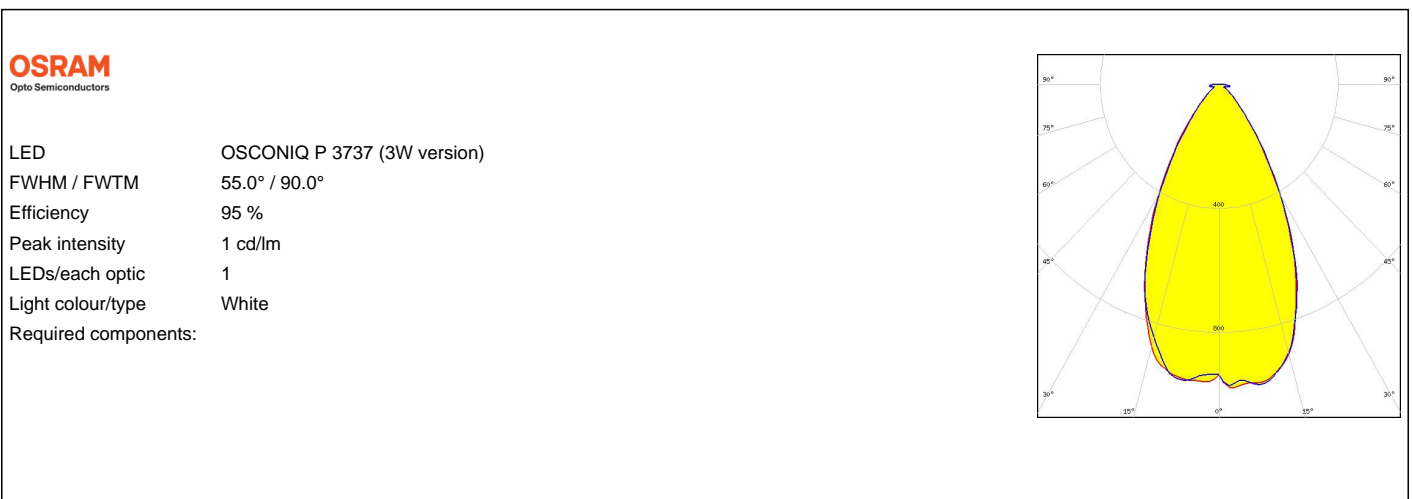 OSRAM
Opto Semiconductors
LED OSCONIQ P 3737 (3W version)
FWHM / FWTM 55.0° / 90.0°
Efficiency 95 %
Peak intensity 1 cd/lm
LEDs/each optic 1
Light colour/type White
Required components:
90° 90°
75° 75°
60° 60°
400
45° 45°
800
30° 30°
15° 0° 15°